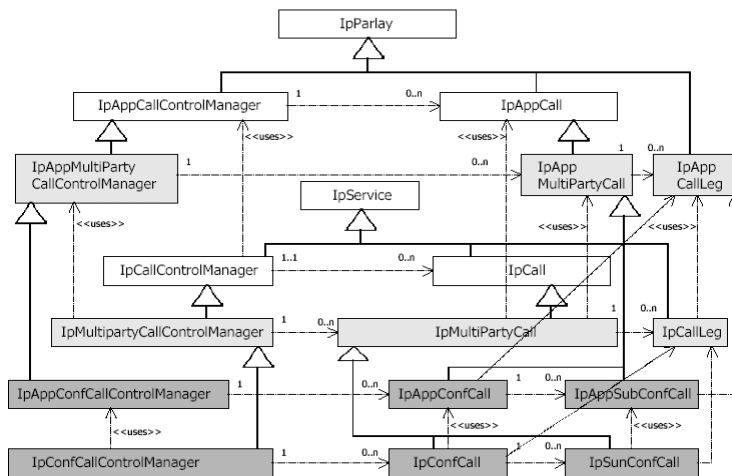 IpParlay
IpAppCallControlManager
1
0..n
IpAppCall
<<uses>>
<<uses>>
IpAppMultiParty
CallControlManager
1
0..n
IpApp
MultiPartyCall
1
0..n
IpApp
CallLeg
<<uses>>
IpService
<<uses>>
<<uses>>
IpCallControlManager
1..1
0..n
IpCall
IpMultipartyCallControlManager
1
0..n
IpMultiPartyCall
1
0..n
IpCallLeg
IpAppConfCallControlManager
1
0..n
IpAppConfCall
1
0..n
IpAppSubConfCall
<<uses>>
<<uses>>
<<uses>>
IpConfCallControlManager
1
0..n
IpConfCall
1
0..n
IpSunConfCall